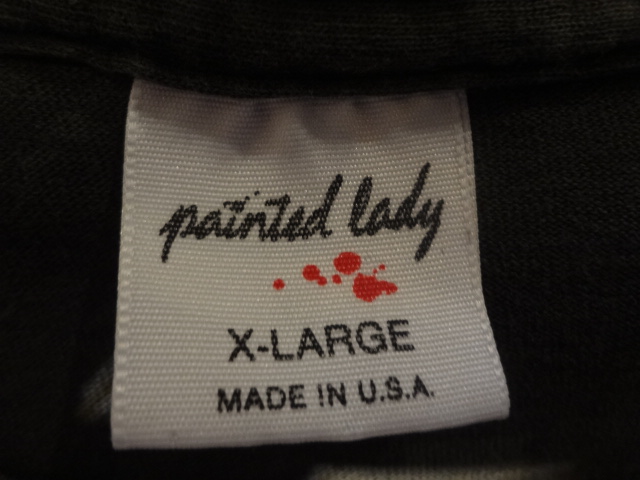 painted lady
X-LARGE
MADE IN U.S.A.